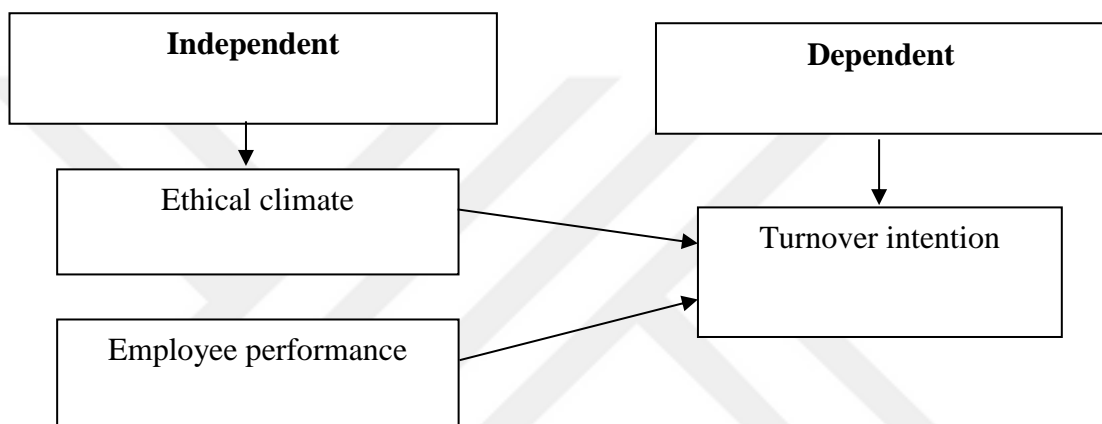 Independent
Dependent
Ethical climate
Turnover intention
Employee performance